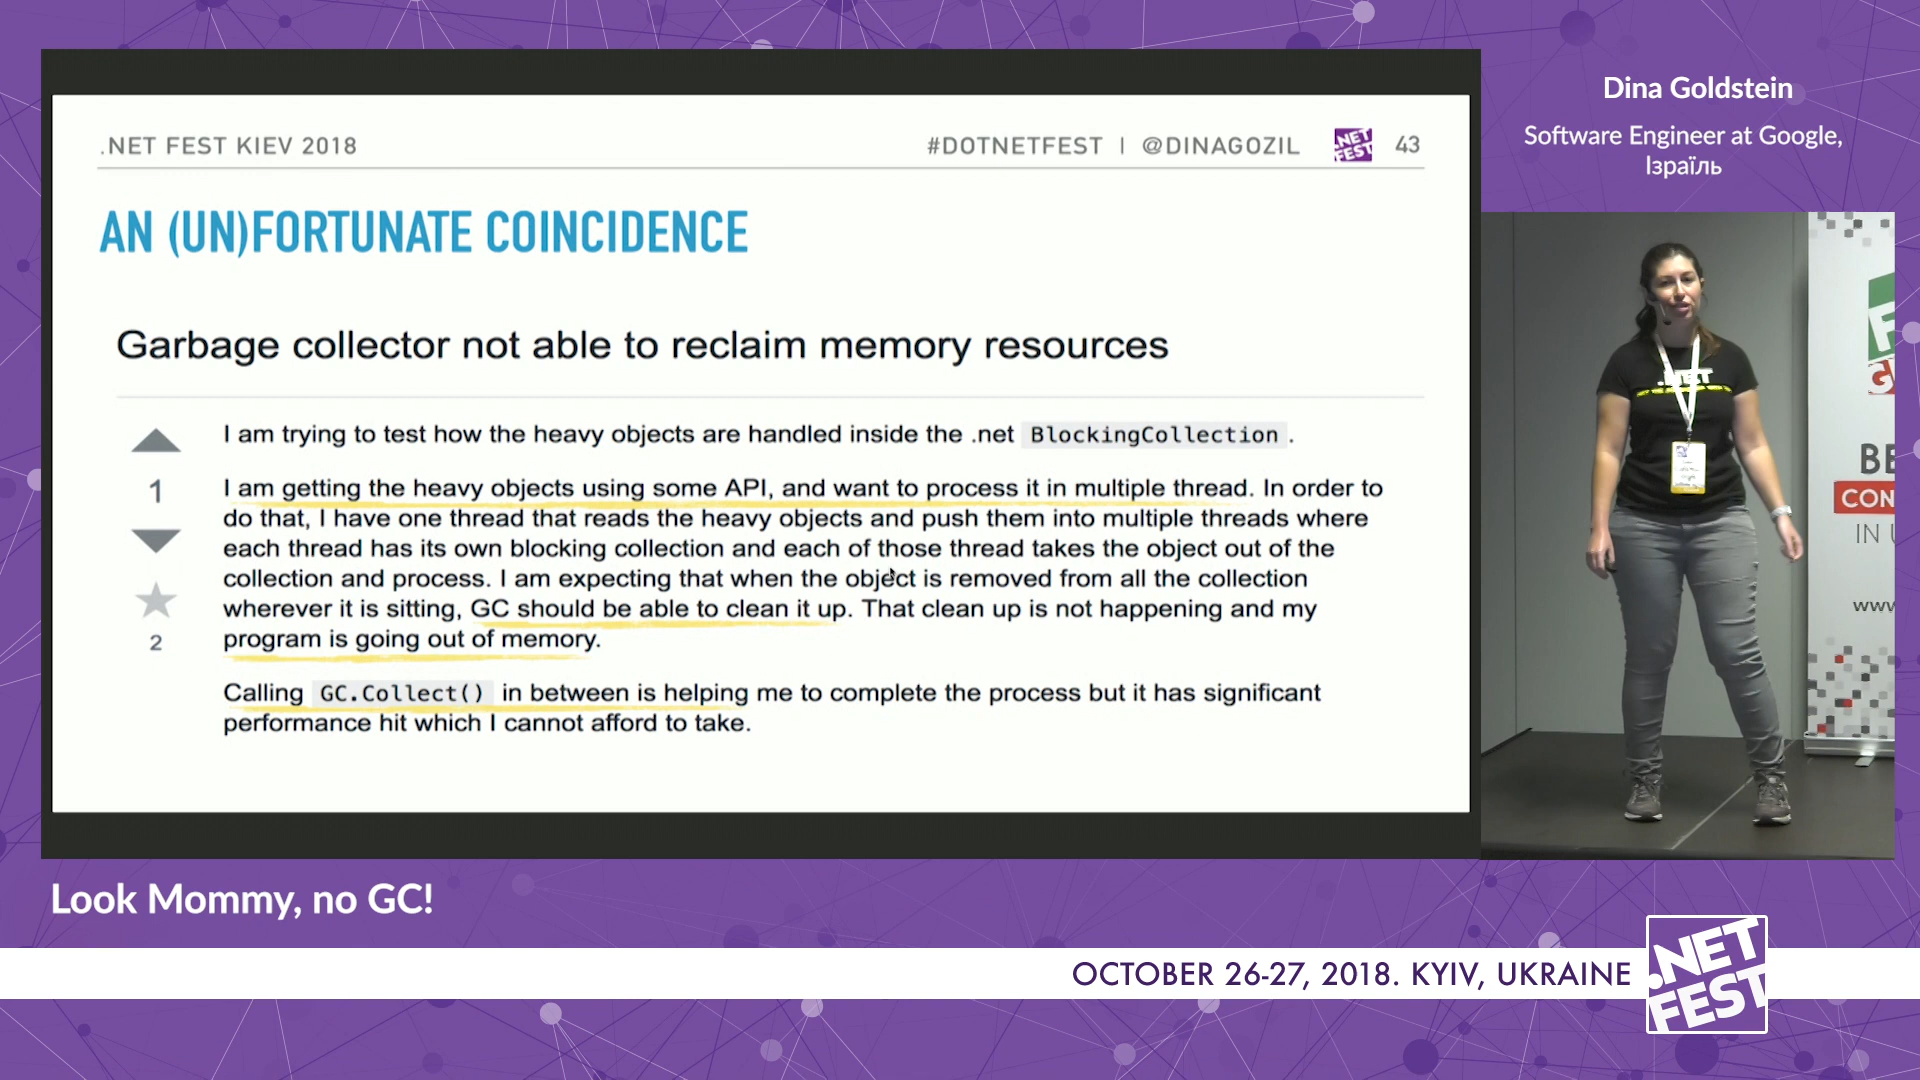 .NET FEST KIEV 2018
#DOTNETFEST | @DINAGOZIL
.NET
FEST
43
AN (UN)FORTUNATE COINCIDENCE
Garbage collector not able to reclaim memory resources
I am trying to test how the heavy objects are handled inside the .net BlockingCollection.
1
I am getting the heavy objects using some API, and want to process it in multiple thread. In order to
do that, I have one thread that reads the heavy objects and push them into multiple threads where
each thread has its own blocking collection and each of those thread takes the object out of the
collection and process. I am expecting that when the object is removed from all the collection
wherever it is sitting, GC should be able to clean it up. That clean up is not happening and my
program is going out of memory.
2
Calling GC.Collect() in between is helping me to complete the process but it has significant
performance hit which I cannot afford to take.
Dina Goldstein
Software Engineer at Google,
Ізраїль
.NET
BE
CON
IN U
www
Look Mommy, no GC!
OCTOBER 26-27, 2018. KYIV, UKRAINE
.NET
FEST